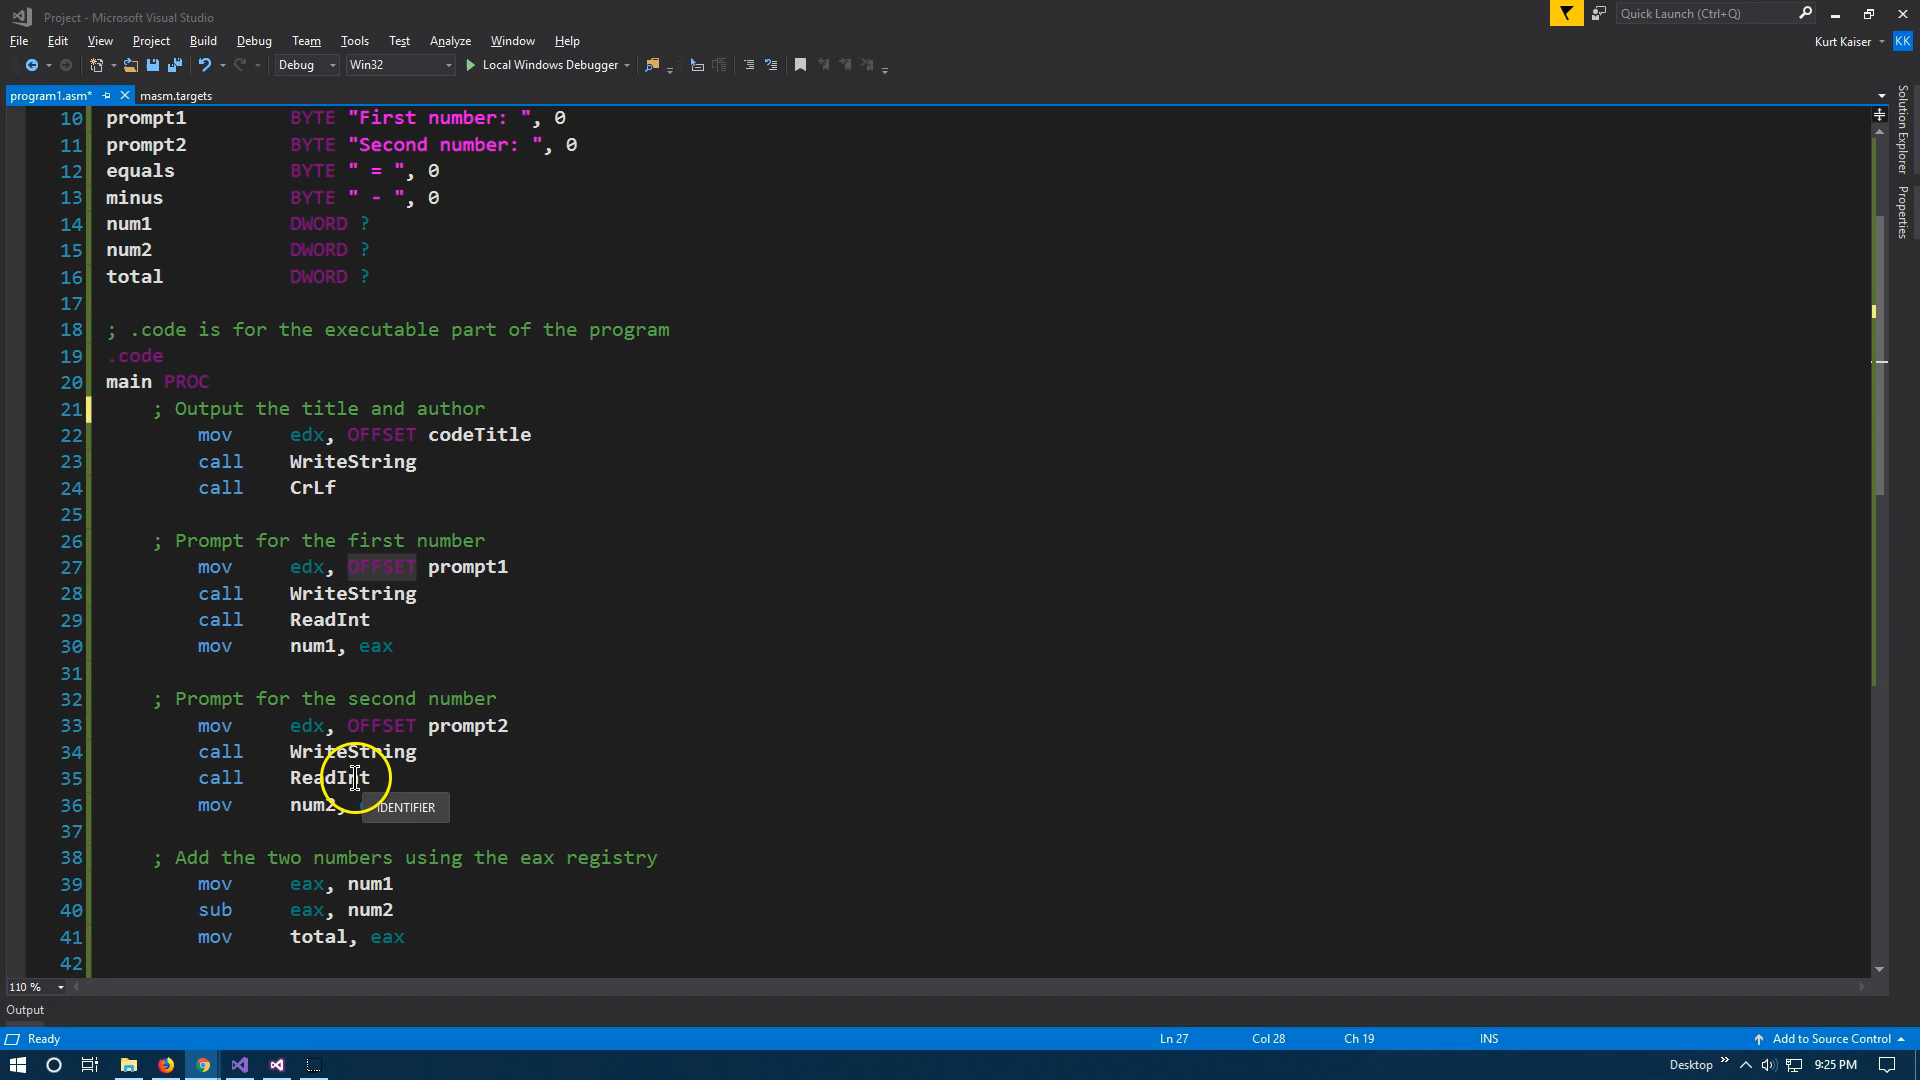 Project - Microsoft Visual Studio
Quick Launch (Ctrl+Q)
File Edit View Project Build Debug Team Tools Test Analyze Window Help
Kurt Kaiser KK
Debug Win32 Local Windows Debugger
program1.asm* masm.targets
Solution Explorer
Properties
10 prompt1 BYTE "First number: ", 0
11 prompt2 BYTE "Second number: ", 0
12 equals BYTE " = ", 0
13 minus BYTE " - ", 0
14 num1 DWORD ?
15 num2 DWORD ?
16 total DWORD ?
17
18 ; .code is for the executable part of the program
19 .code
20 main PROC
21 ; Output the title and author
22 mov edx, OFFSET codeTitle
23 call WriteString
24 call CrLf
25
26 ; Prompt for the first number
27 mov edx, OFFSET prompt1
28 call WriteString
29 call ReadInt
30 mov num1, eax
31
32 ; Prompt for the second number
33 mov edx, OFFSET prompt2
34 call WriteString
35 call ReadInt
36 mov num2,
IDENTIFIER
37
38 ; Add the two numbers using the eax registry
39 mov eax, num1
40 sub eax, num2
41 mov total, eax
42
110 %
Output
Ready Ln 27 Col 28 Ch 19 INS Add to Source Control
Desktop 9:25 PM